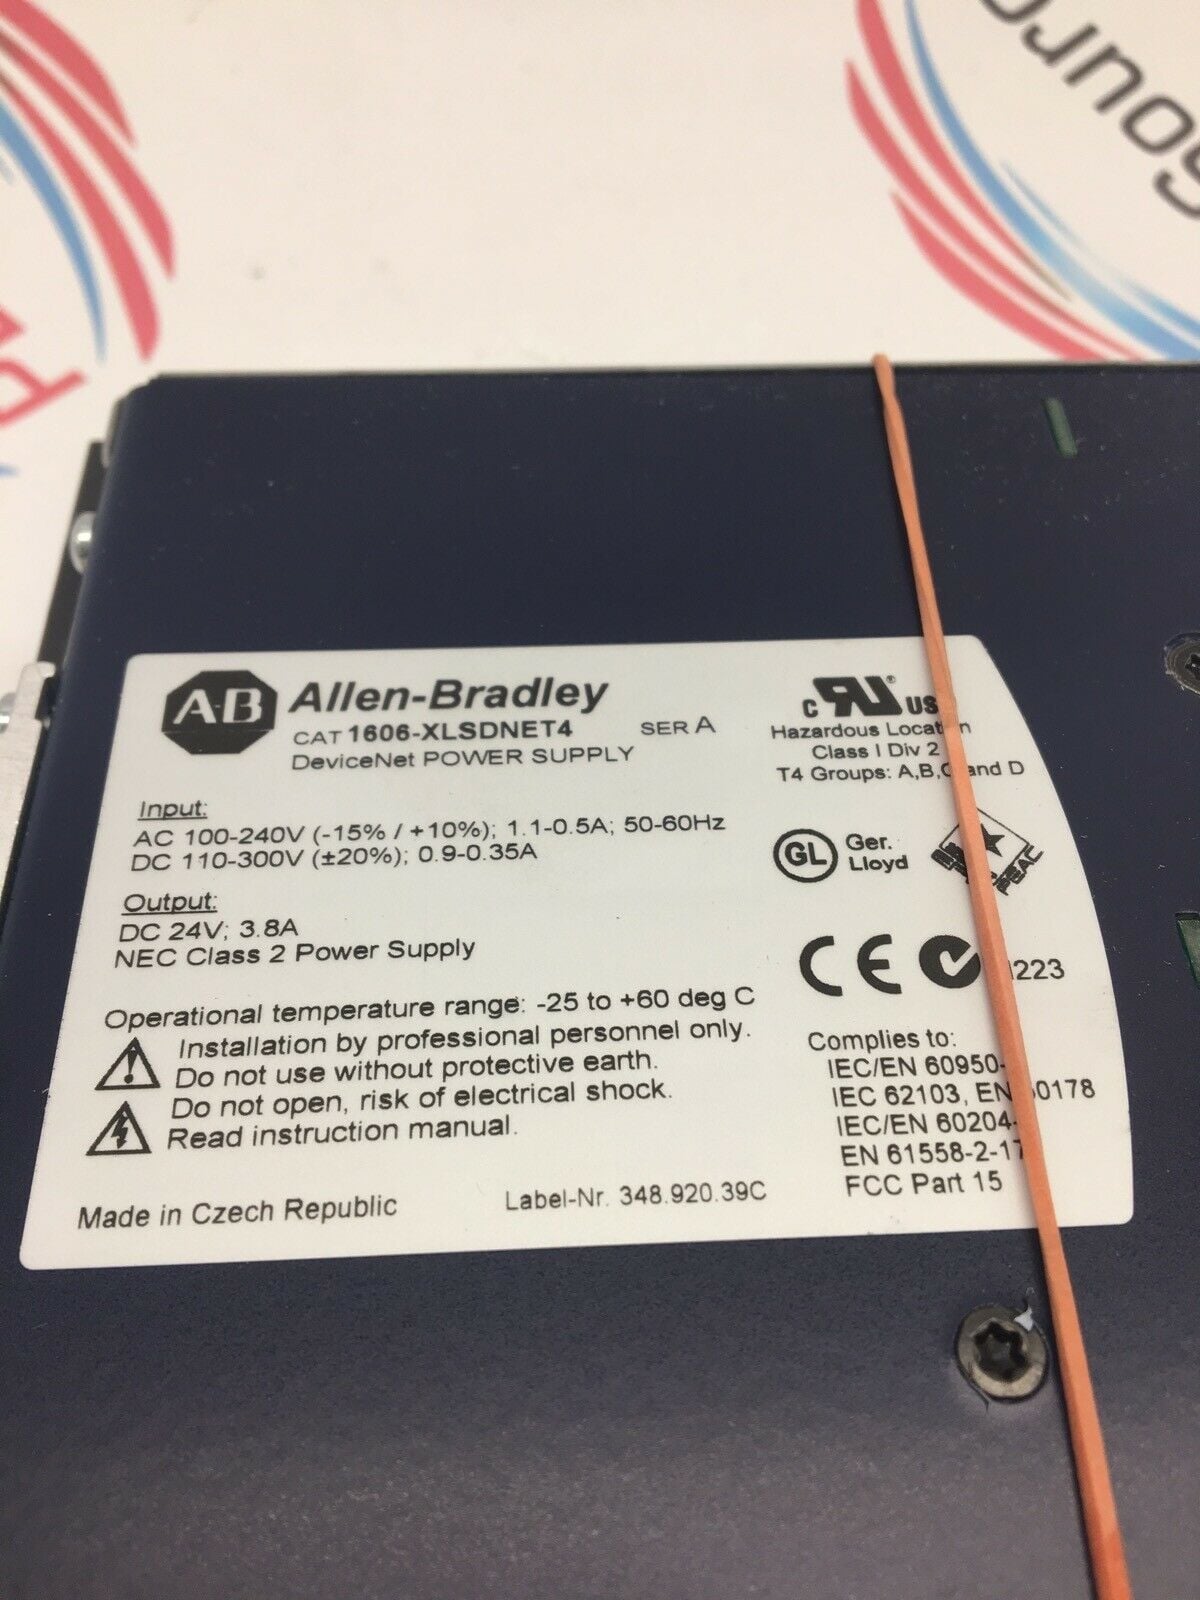 Sour
A-B Allen-Bradley
CAT 1606-XLSDNET4 SER A
DeviceNet POWER SUPPLY
c RU ® US
Hazardous Location
Class I Div 2
T4 Groups: A,B,C and D
Input:
AC 100-240V (-15% / +10%); 1.1-0.5A; 50-60Hz
DC 110-300V (±20%); 0.9-0.35A
GL Ger.
Lloyd
Output:
DC 24V; 3.8A
NEC Class 2 Power Supply
CE
Operational temperature range: -25 to +60 deg C
Installation by professional personnel only.
Do not use without protective earth.
Do not open, risk of electrical shock.
Read instruction manual.
Complies to:
IEC/EN 60950-
IEC 62103, EN 50178
IEC/EN 60204-
EN 61558-2-17
FCC Part 15
Made in Czech Republic
Label-Nr. 348.920.39C